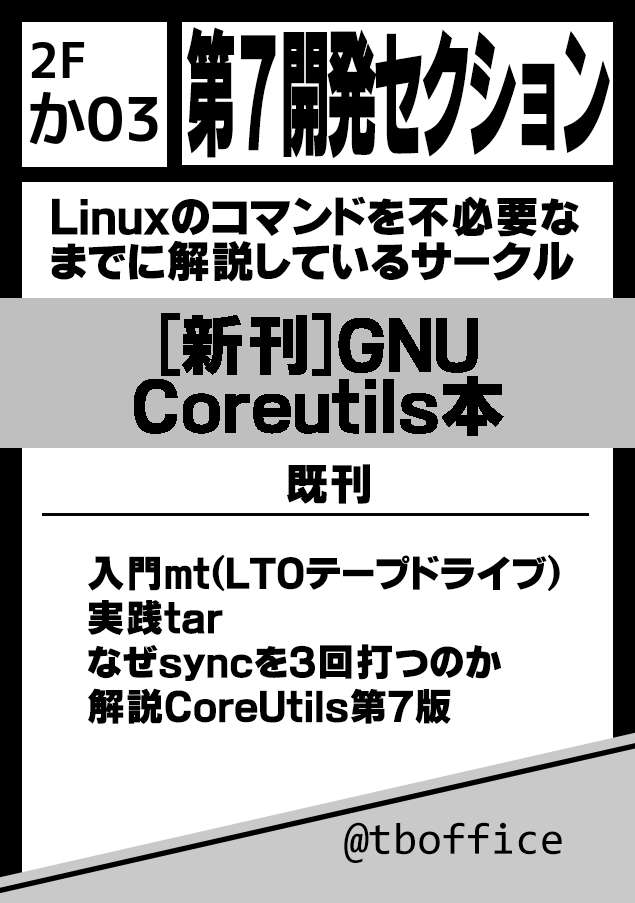 2F
か03
第7開発セクション
Linuxのコマンドを不必要な
までに解説しているサークル
[新刊]GNU
Coreutils本
既刊
入門mt(LTOテープドライブ)
実践tar
なぜsyncを3回打つのか
解説CoreUtils第7版
@tboffice